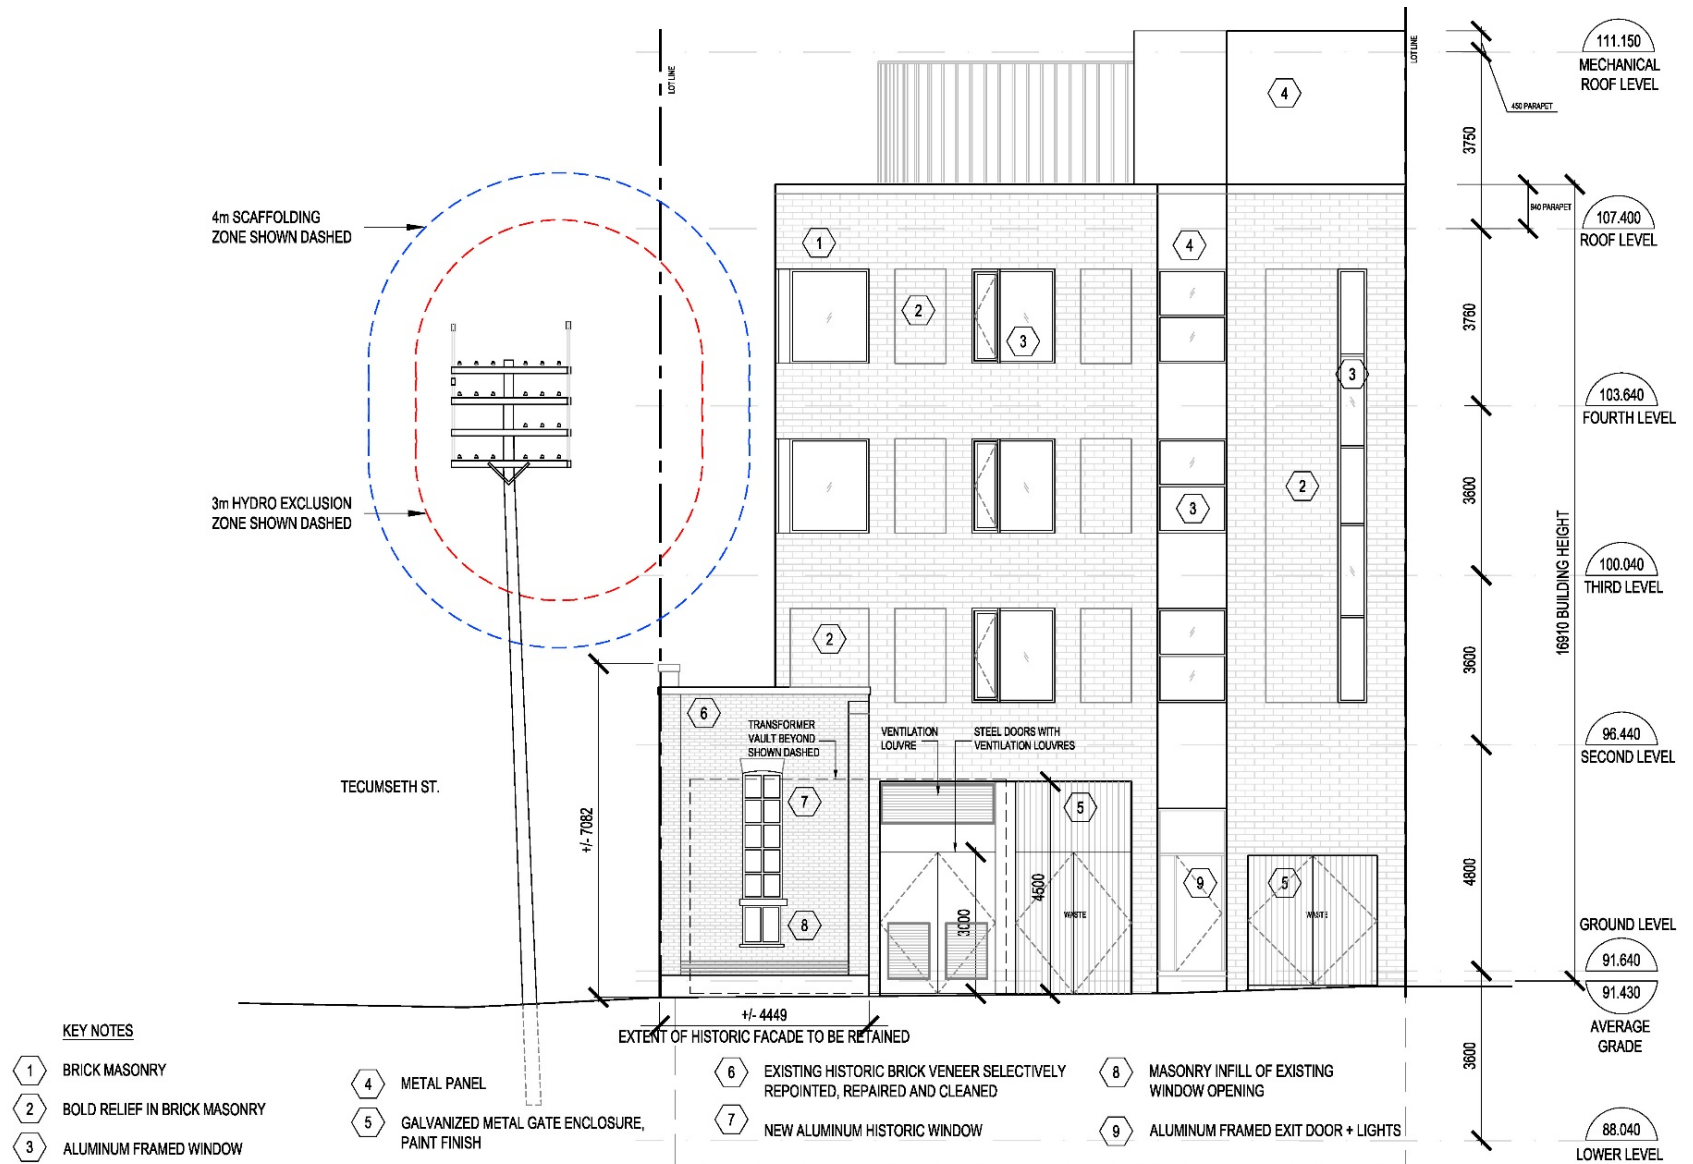 LOT LINE
LOT LINE
111.150
MECHANICAL
ROOF LEVEL
450 PARAPET
4
3750
4m SCAFFOLDING
ZONE SHOWN DASHED
940 PARAPET
107.400
ROOF LEVEL
1
4
2
3
3760
3
103.640
FOURTH LEVEL
3m HYDRO EXCLUSION
ZONE SHOWN DASHED
3
2
3600
16910 BUILDING HEIGHT
100.040
THIRD LEVEL
2
3600
6
TRANSFORMER
VAULT BEYOND
SHOWN DASHED
VENTILATION
LOUVRE
STEEL DOORS WITH
VENTILATION LOUVRES
96.440
SECOND LEVEL
TECUMSETH ST.
+/- 7082
7
5
4500
3000
9
5
4800
WASTE
WASTE
8
GROUND LEVEL
91.640
91.430
AVERAGE
GRADE
+/- 4449
EXTENT OF HISTORIC FACADE TO BE RETAINED
3600
88.040
LOWER LEVEL
KEY NOTES
1 BRICK MASONRY
2 BOLD RELIEF IN BRICK MASONRY
3 ALUMINUM FRAMED WINDOW
4 METAL PANEL
5 GALVANIZED METAL GATE ENCLOSURE,
PAINT FINISH
6 EXISTING HISTORIC BRICK VENEER SELECTIVELY
REPOINTED, REPAIRED AND CLEANED
7 NEW ALUMINUM HISTORIC WINDOW
8 MASONRY INFILL OF EXISTING
WINDOW OPENING
9 ALUMINUM FRAMED EXIT DOOR + LIGHTS